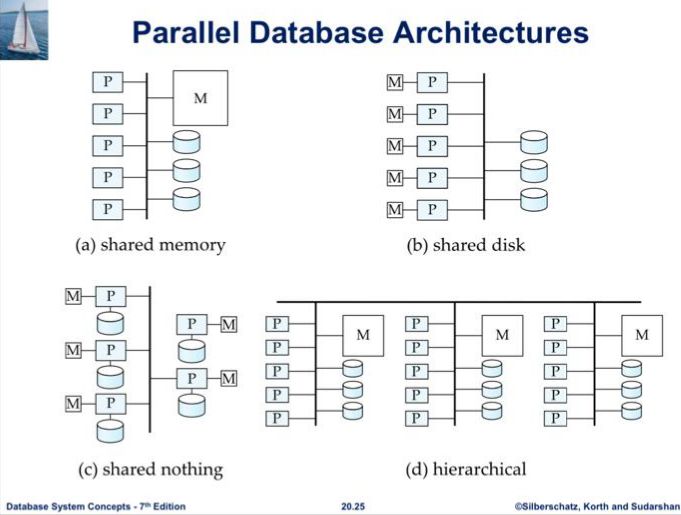 Parallel Database Architectures
P
M
P
P
P
P
(a) shared memory
M P
M P
M P
M P
M P
(b) shared disk
M P
P M
M P
P M
M P
(c) shared nothing
P P P
M M M
P P P
P P P
P P P
P P P
(d) hierarchical
Database System Concepts - 7th Edition
20.25
©Silberschatz, Korth and Sudarshan